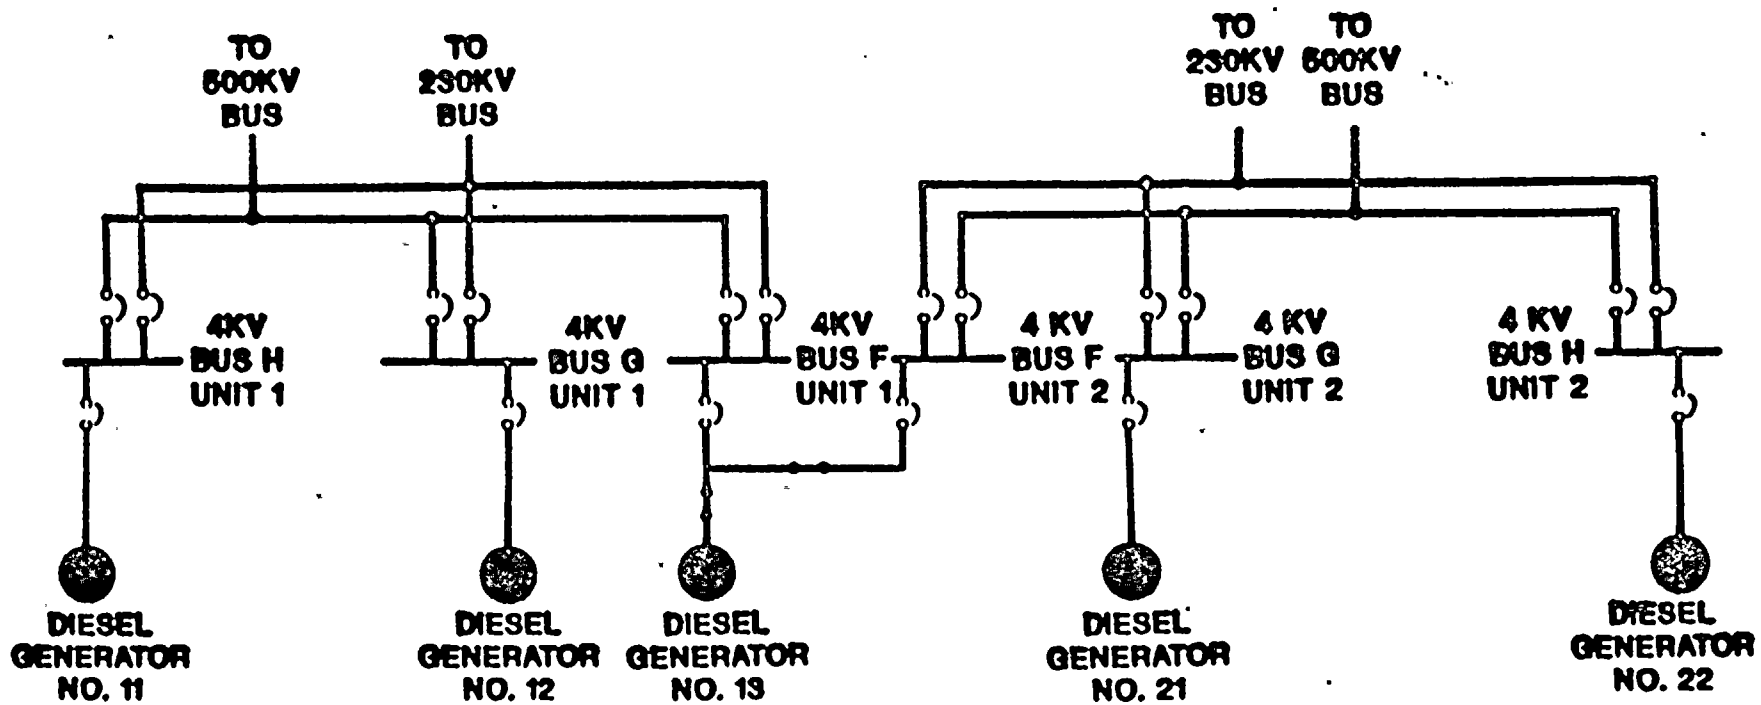 TO
500KV
BUS
TO
230KV
BUS
TO
230KV
BUS
TO
500KV
BUS
4KV
BUS H
UNIT 1
4KV
BUS G
UNIT 1
4KV
BUS F
UNIT 1
4 KV
BUS F
UNIT 2
4 KV
BUS G
UNIT 2
4 KV
BUS H
UNIT 2
DIESEL
GENERATOR
NO. 11
DIESEL
GENERATOR
NO. 12
DIESEL
GENERATOR
NO. 13
DIESEL
GENERATOR
NO. 21
DIESEL
GENERATOR
NO. 22